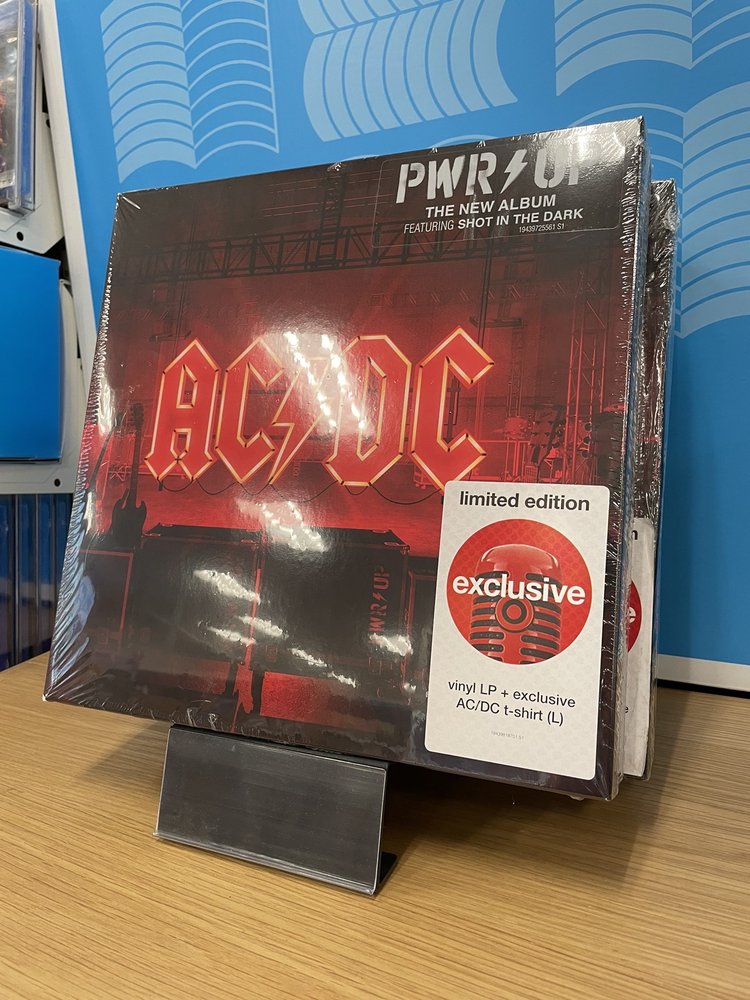 PWR⚡UP
THE NEW ALBUM
FEATURING SHOT IN THE DARK
19439725561 S1
AC⚡DC
PWR⚡UP
limited edition
exclusive
vinyl LP + exclusive
AC/DC t-shirt (L)